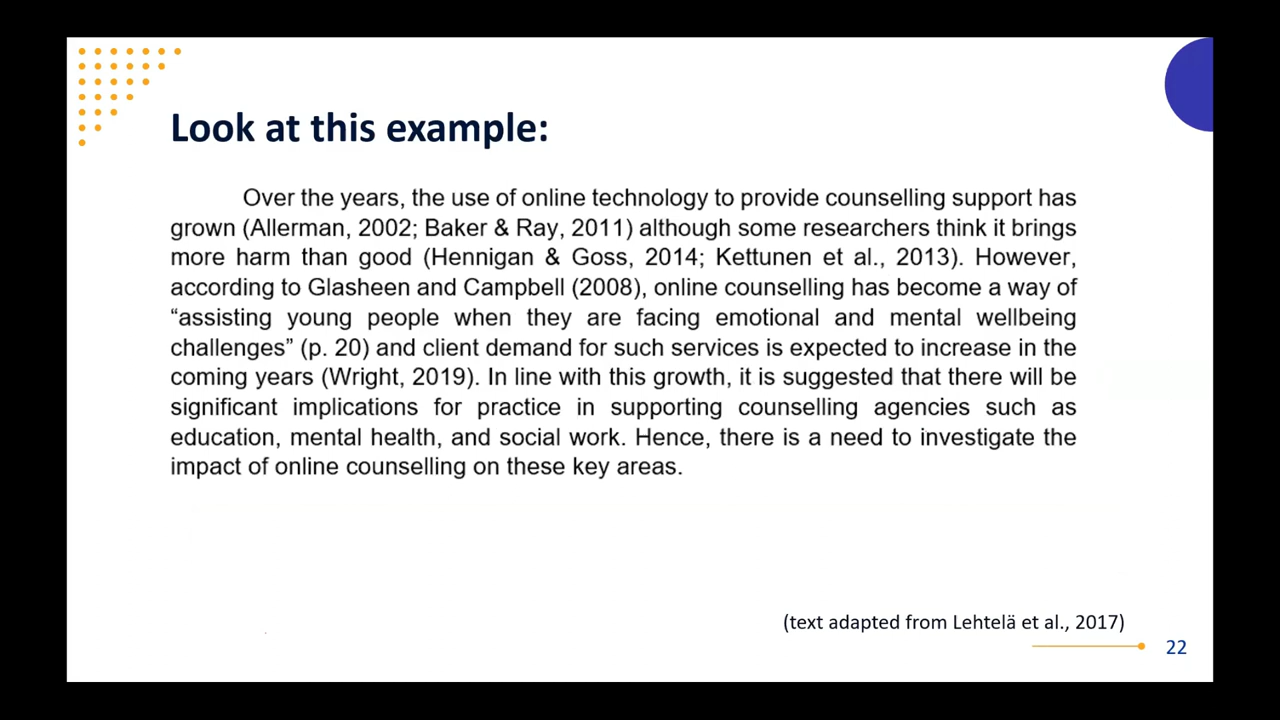 Look at this example:
Over the years, the use of online technology to provide counselling support has
grown (Allerman, 2002; Baker & Ray, 2011) although some researchers think it brings
more harm than good (Hennigan & Goss, 2014; Kettunen et al., 2013). However,
according to Glasheen and Campbell (2008), online counselling has become a way of
“assisting young people when they are facing emotional and mental wellbeing
challenges” (p. 20) and client demand for such services is expected to increase in the
coming years (Wright, 2019). In line with this growth, it is suggested that there will be
significant implications for practice in supporting counselling agencies such as
education, mental health, and social work. Hence, there is a need to investigate the
impact of online counselling on these key areas.
(text adapted from Lehtelä et al., 2017)
22